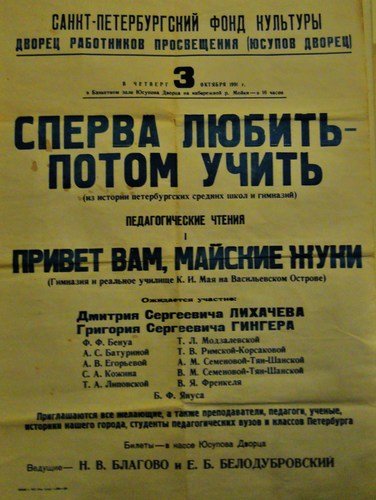 САНКТ-ПЕТЕРБУРГСКИЙ ФОНД КУЛЬТУРЫ
ДВОРЕЦ РАБОТНИКОВ ПРОСВЕЩЕНИЯ (ЮСУПОВ ДВОРЕЦ)
В ЧЕТВЕРГ 3 ОКТЯБРЯ 1991 г.
в Банкетном зале Юсупова Дворца на набережной р. Мойки — в 16 часов
СПЕРВА ЛЮБИТЬ-
ПОТОМ УЧИТЬ
(из истории петербургских средних школ и гимназий)
ПЕДАГОГИЧЕСКИЕ ЧТЕНИЯ
I
ПРИВЕТ ВАМ, МАЙСКИЕ ЖУКИ
(Гимназия и реальное училище К. И. Мая на Васильевском Острове)
Ожидается участие:
Дмитрия Сергеевича ЛИХАЧЕВА
Григория Сергеевича ГИНГЕРА
Ф. Ф. Бенуа
А. С. Батуриной
А. В. Егорьевой
С. А. Кожина
Т. А. Липовской
Т. Л. Модзалевской
Т. В. Римской-Корсаковой
А. М. Семеновой-Тян-Шанской
В. М. Семеновой-Тян-Шанской
В. Я. Френкеля
Б. Ф. Януса
Приглашаются все желающие, а также преподаватели, педагоги, ученые,
историки нашего города, студенты педагогических вузов и классов Петербурга
Билеты — в кассе Юсупова Дворца
Ведущие — Н. В. БЛАГОВО и Е. Б. БЕЛОДУБРОВСКИЙ